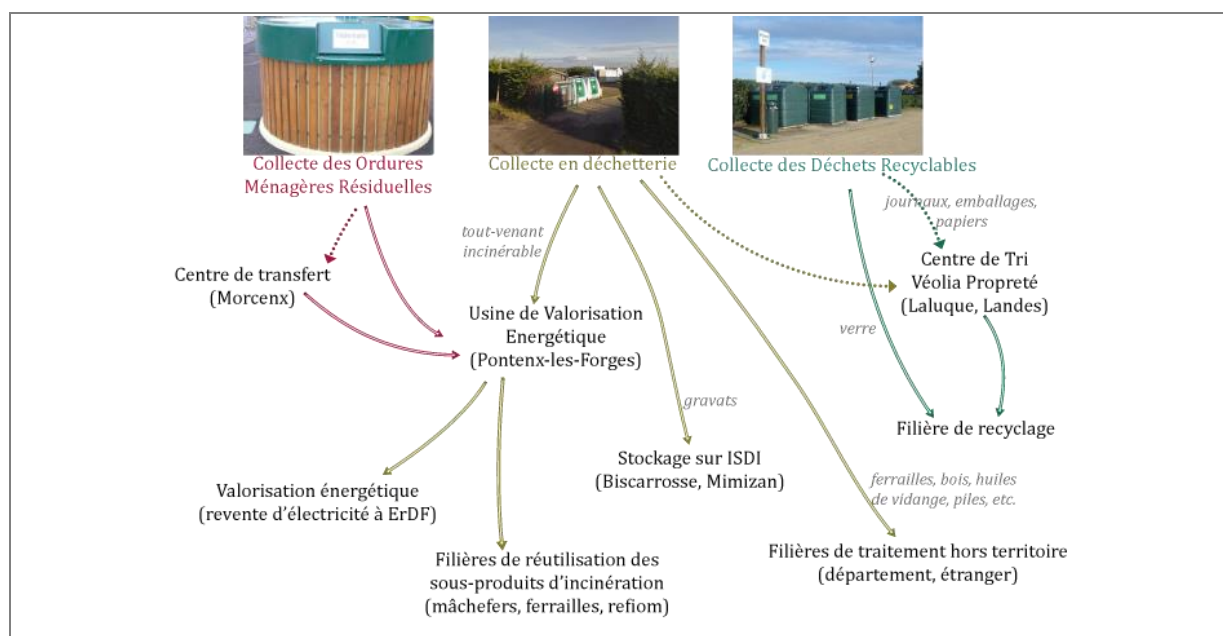 Collecte des Ordures
Ménagères Résiduelles
Collecte en déchetterie
Collecte des Déchets Recyclables
journaux, emballages,
papiers
tout-venant
incinérable
Centre de transfert
(Morcenx)
Centre de Tri
Véolia Propreté
(Laluque, Landes)
Usine de Valorisation
Energétique
(Pontenx-les-Forges)
verre
gravats
Filière de recyclage
Stockage sur ISDI
(Biscarrosse, Mimizan)
ferrailles, bois, huiles
de vidange, piles, etc.
Valorisation énergétique
(revente d'électricité à ErDF)
Filières de réutilisation des
sous-produits d'incinération
(mâchefers, ferrailles, refiom)
Filières de traitement hors territoire
(département, étranger)